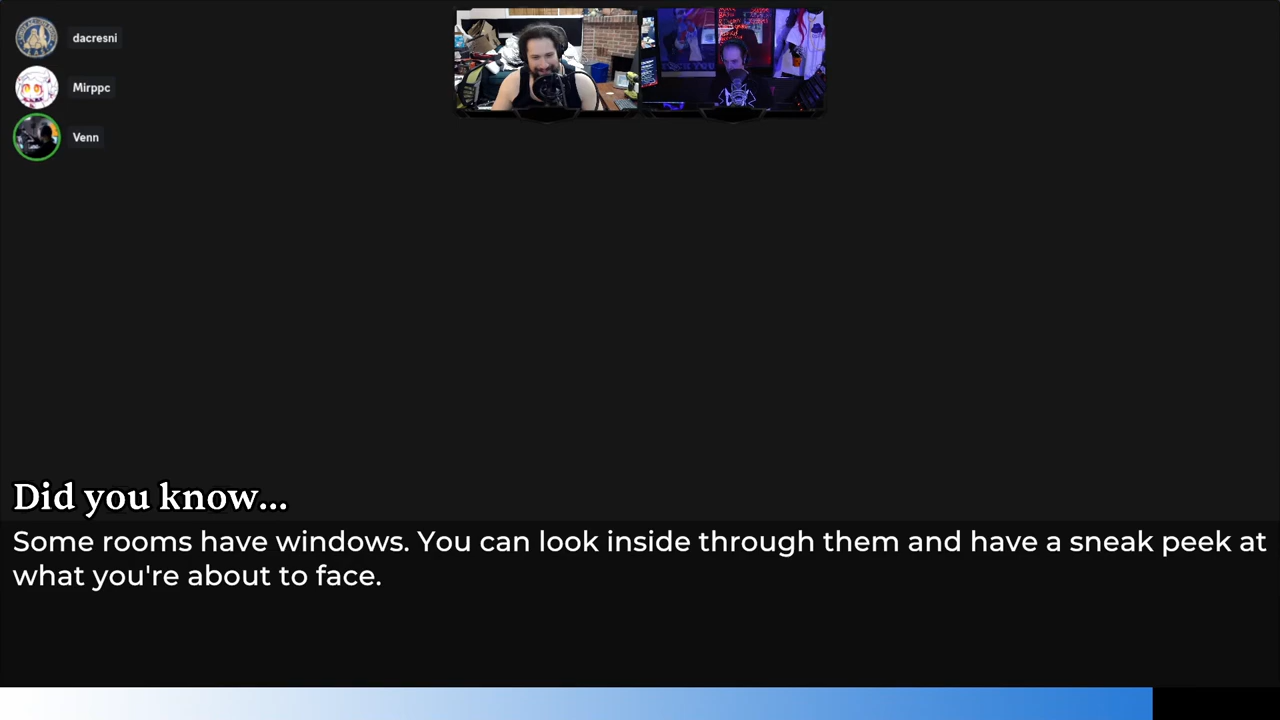 dacresni
Mirppc
Venn
Did you know...
Some rooms have windows. You can look inside through them and have a sneak peek at
what you're about to face.